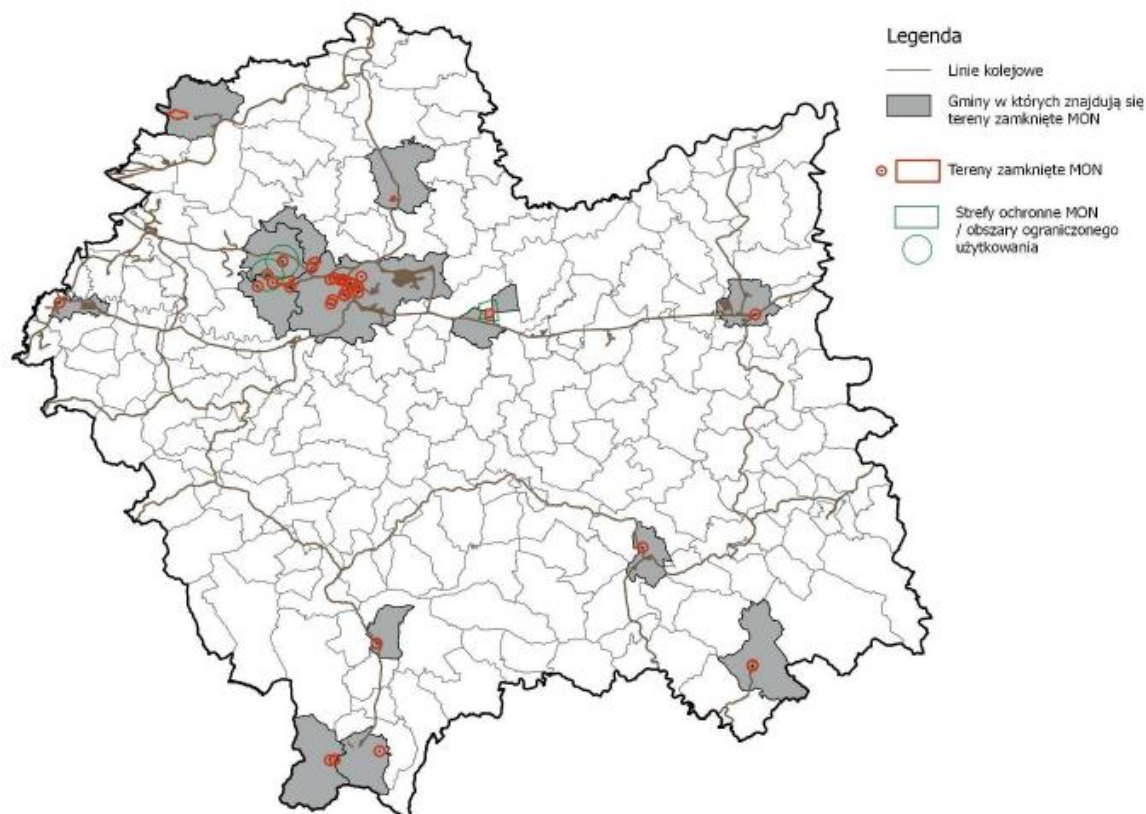 Legenda
Linie kolejowe
Gminy w których znajdują się
tereny zamknięte MON
Tereny zamknięte MON
Strefy ochronne MON
/ obszary ograniczonego
użytkowania